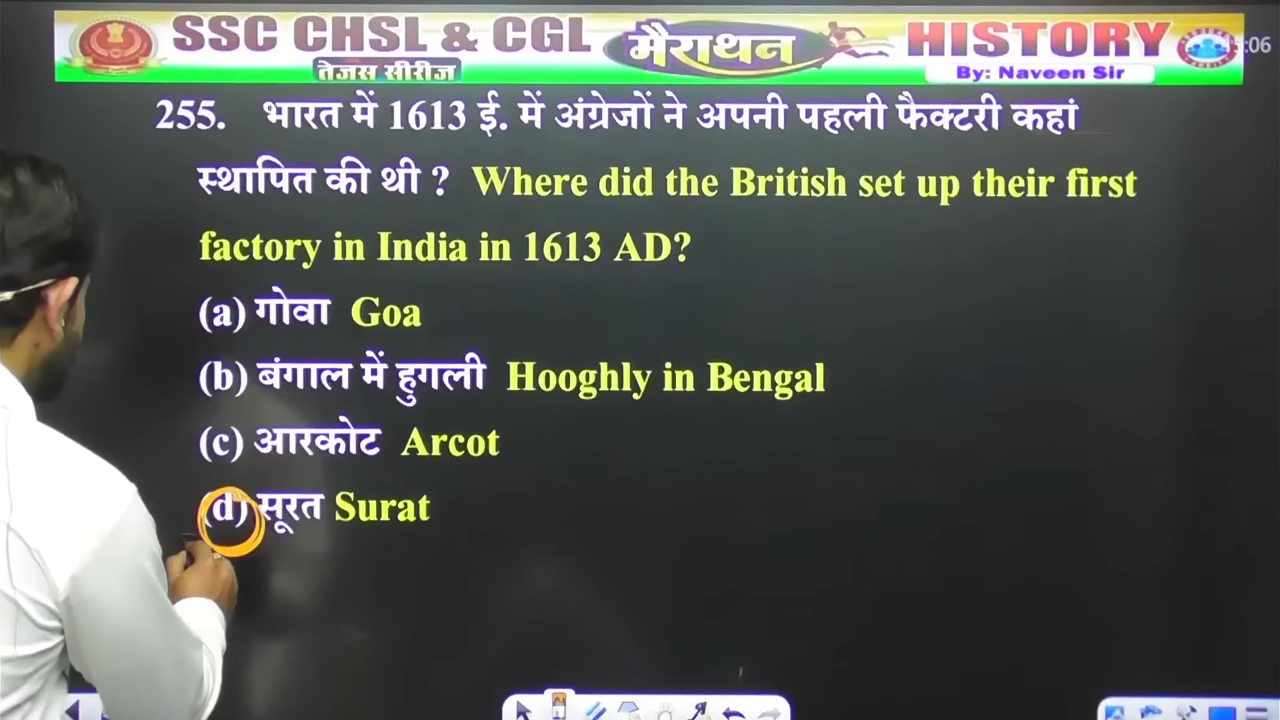 SSC CHSL & CGL
तेजस सीरीज
मैराथन
HISTORY
By: Naveen Sir
:06
255. भारत में 1613 ई. में अंग्रेजों ने अपनी पहली फैक्टरी कहां
स्थापित की थी ? Where did the British set up their first
factory in India in 1613 AD?
(a) गोवा Goa
(b) बंगाल में हुगली Hooghly in Bengal
(c) आरकोट Arcot
(d) सूरत Surat